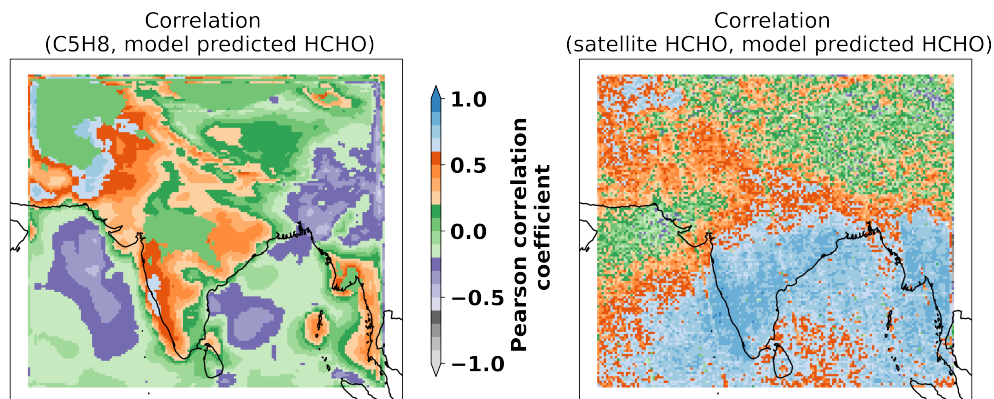 Correlation
(C5H8, model predicted HCHO)
Correlation
(satellite HCHO, model predicted HCHO)
1.0
0.5
0.0
−0.5
−1.0
Pearson correlation
coefficient